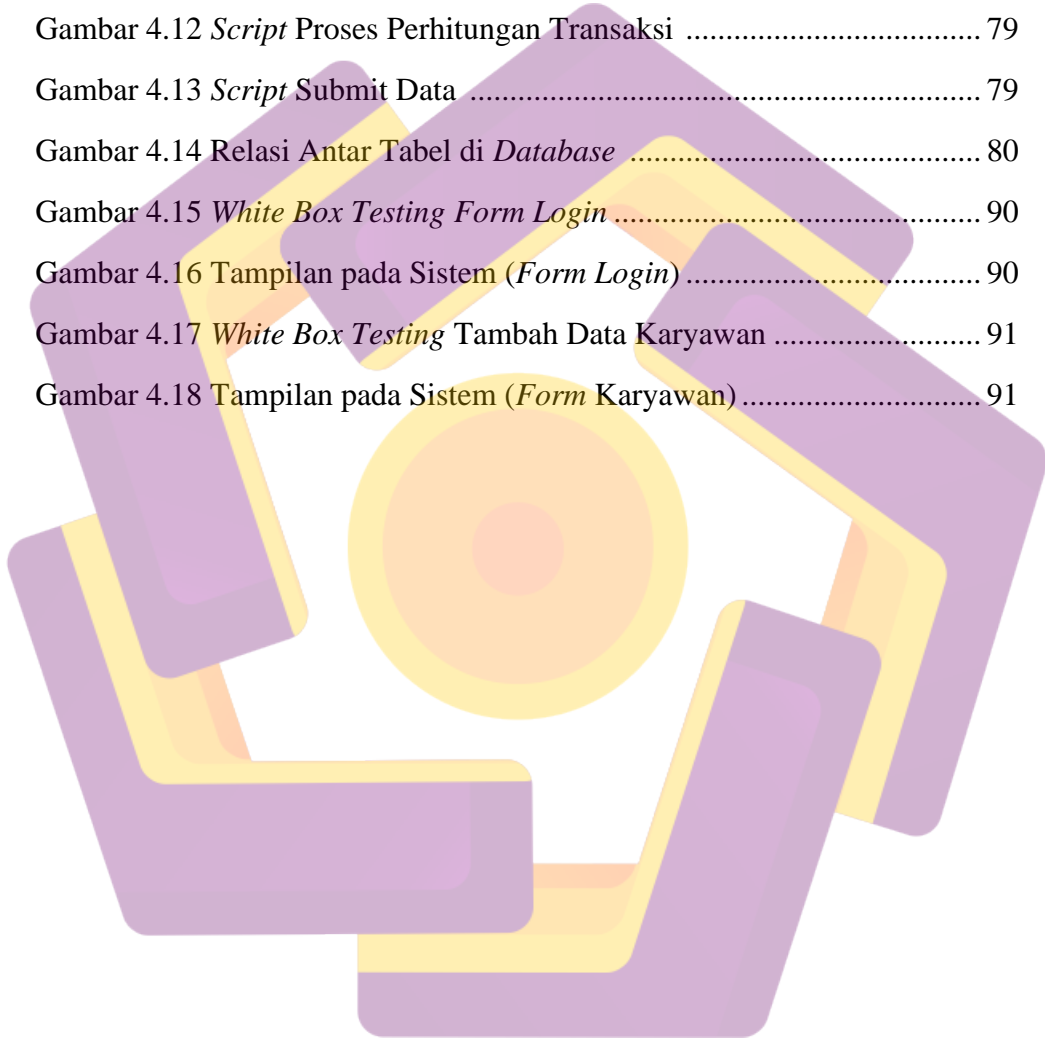 Gambar 4.12 Script Proses Perhitungan Transaksi .................................... 79
Gambar 4.13 Script Submit Data ............................................................... 79
Gambar 4.14 Relasi Antar Tabel di Database ............................................... 80
Gambar 4.15 White Box Testing Form Login ................................................. 90
Gambar 4.16 Tampilan pada Sistem (Form Login) ........................................ 90
Gambar 4.17 White Box Testing Tambah Data Karyawan ......................... 91
Gambar 4.18 Tampilan pada Sistem (Form Karyawan) ............................. 91